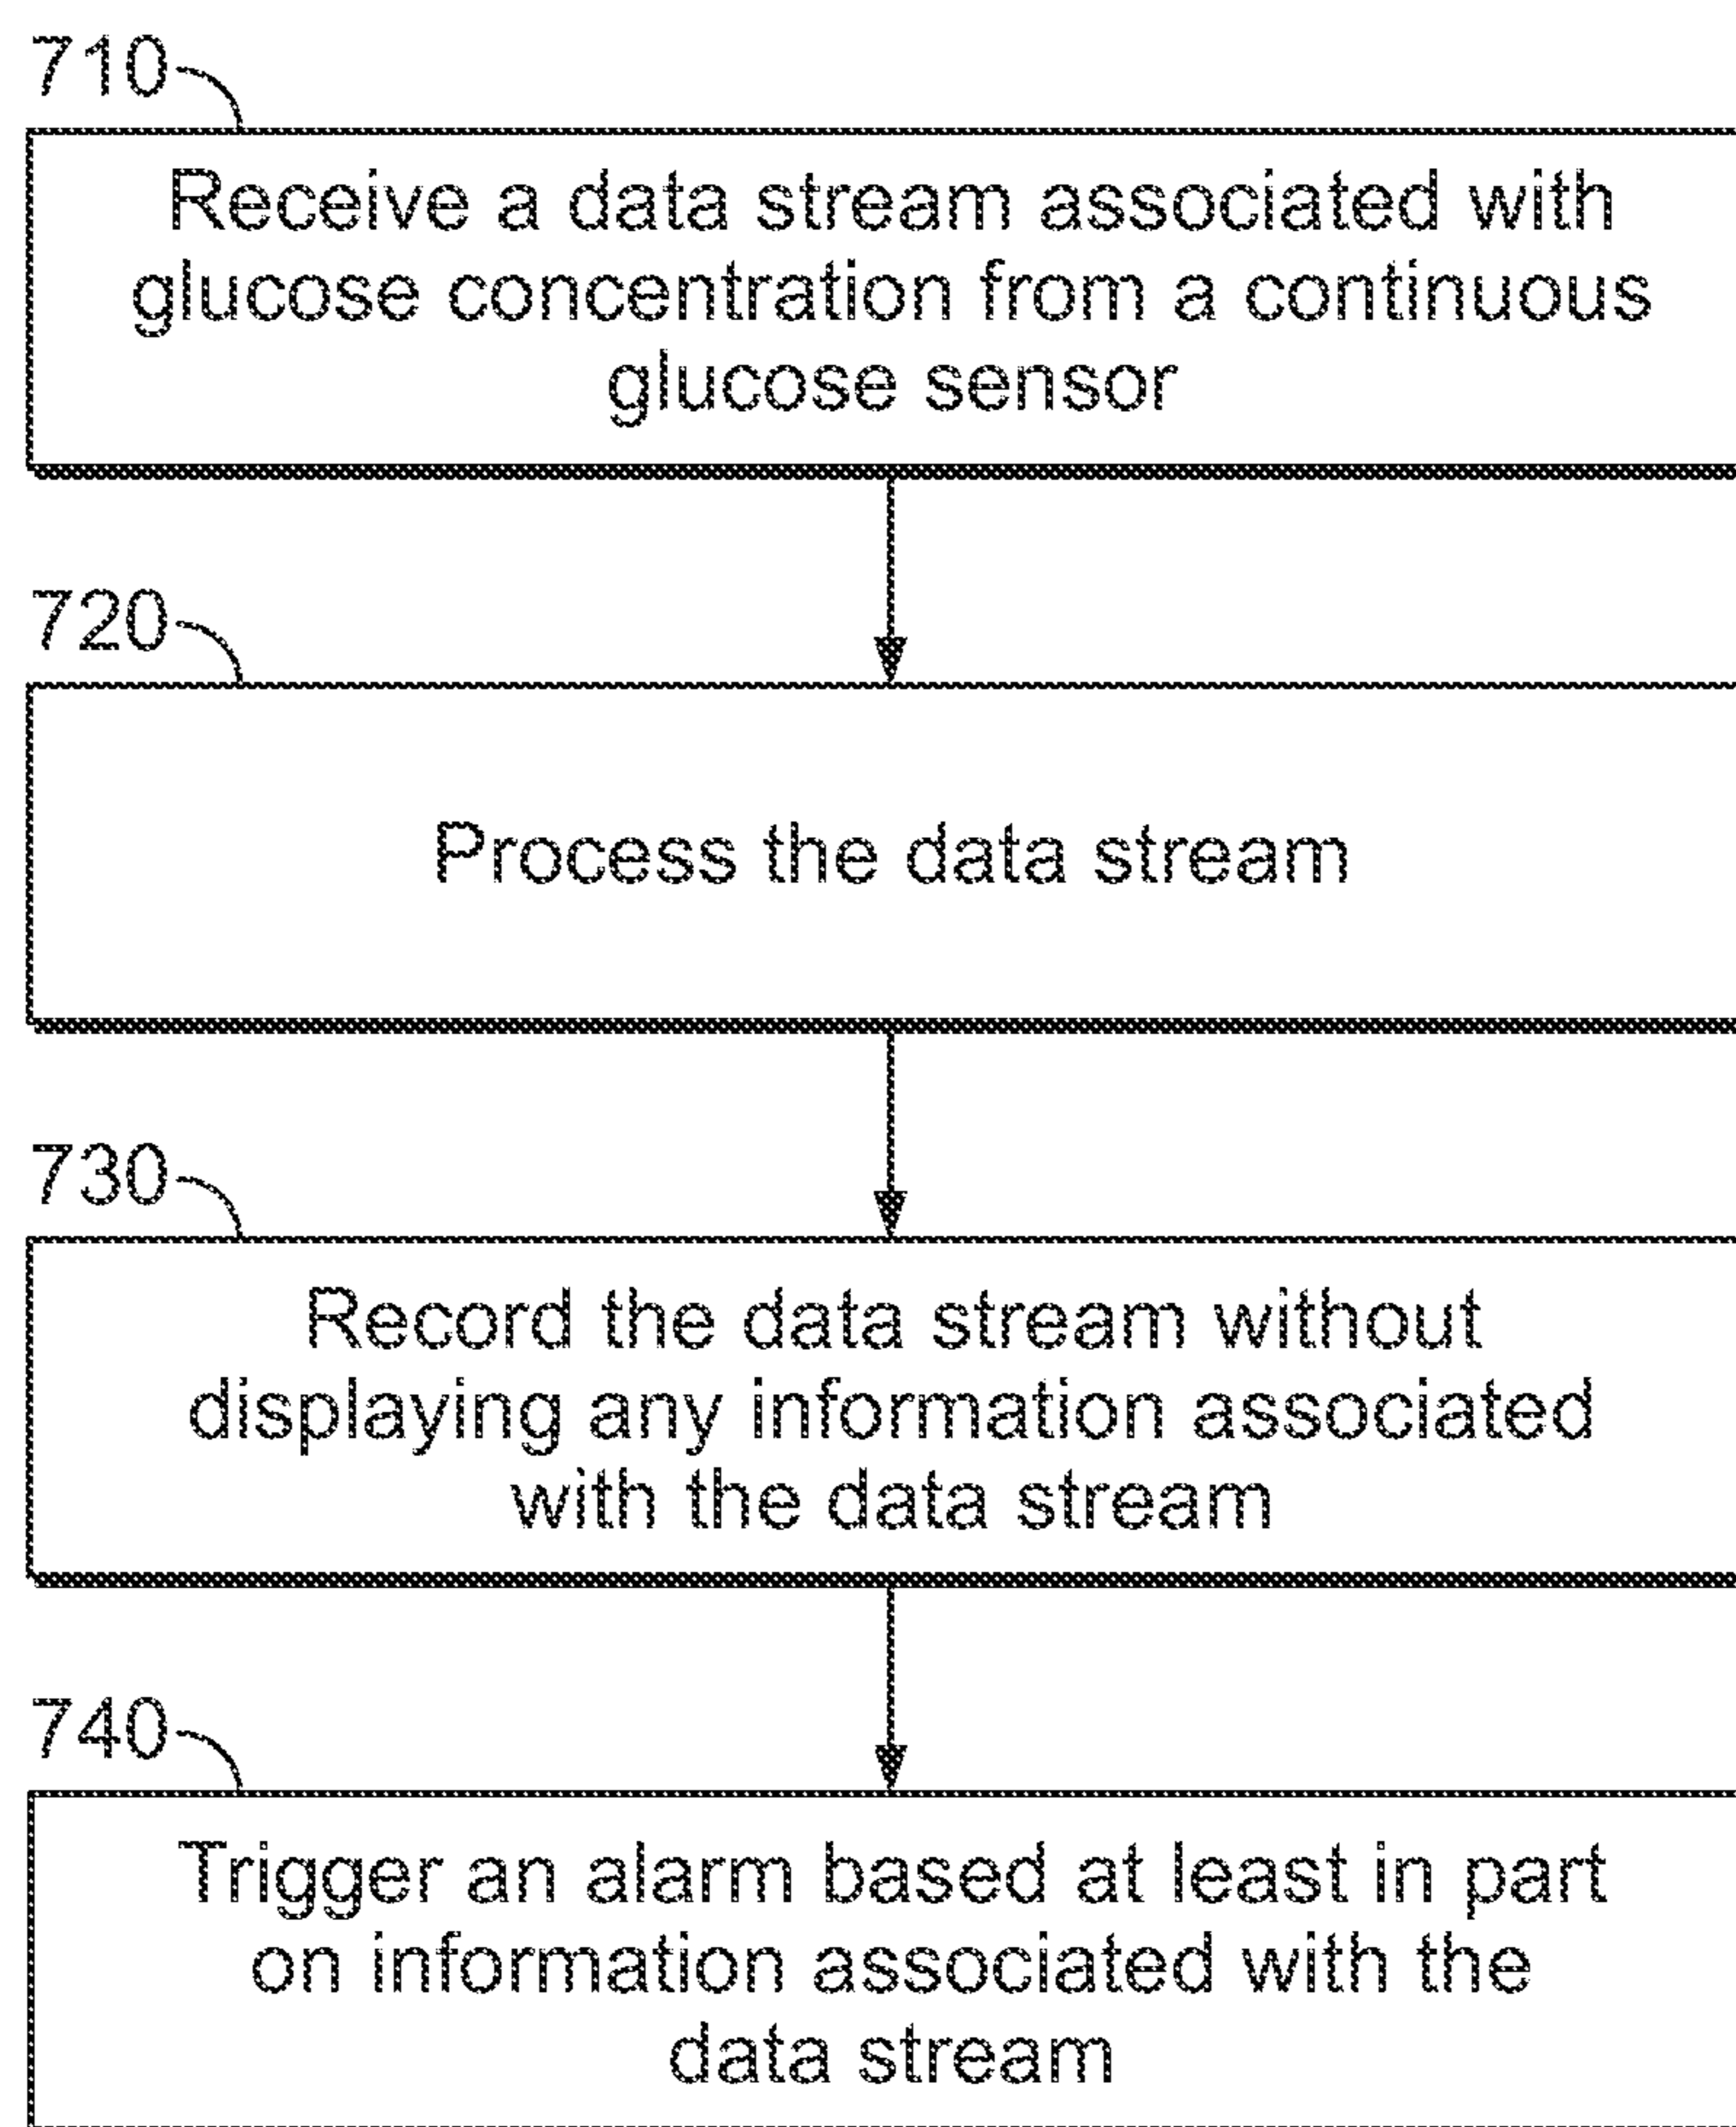 710
Receive a data stream associated with
glucose concentration from a continuous
glucose sensor
720
Process the data stream
730
Record the data stream without
displaying any information associated
with the data stream
740
Trigger an alarm based at least in part
on information associated with the
data stream